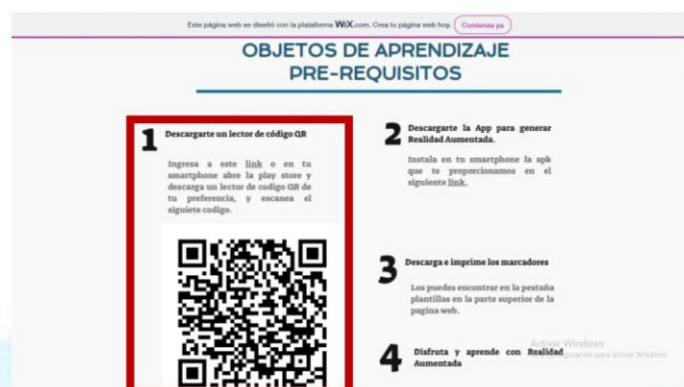 Este página web se diseñó con la plataforma WiX.com. Crea tu página web hoy. Comienza ya
OBJETOS DE APRENDIZAJE
PRE-REQUISITOS
1 Descargarte un lector de código QR
Ingresa a este link o en tu
smartphone abre la play store y
descarga un lector de codigo QR de
tu preferencia, y escanea el
siguiete codigo.
2 Descargarte la App para generar
Realidad Aumentada.
Instala en tu smartphone la apk
que te proporcionamos en el
siguiente link.
3 Descarga e imprime los marcadores
Los puedes encontrar en la pestaña
plantillas en la parte superior de la
pagina web.
4 Disfruta y aprende con Realidad
Aumentada
Activar Windows
configuración para activar Windows.